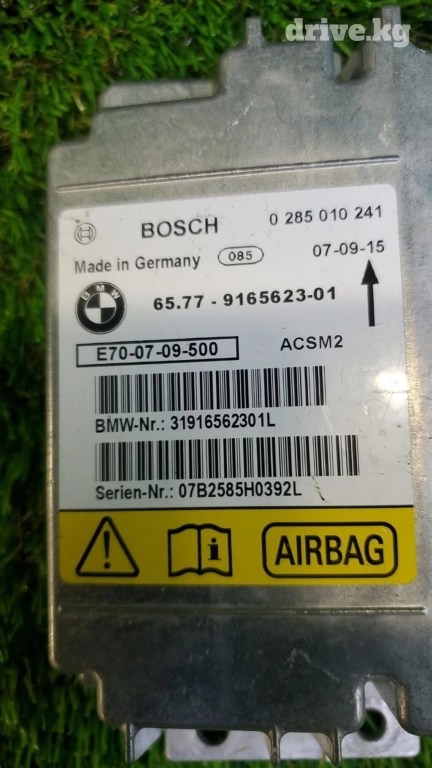 drive.kg
BOSCH 0 285 010 241
Made in Germany 085 07-09-15
BMW 65.77 - 9165623-01
E70-07-09-500 ACSM2
BMW-Nr.: 31916562301L
Serien-Nr.: 07B2585H0392L
AIRBAG